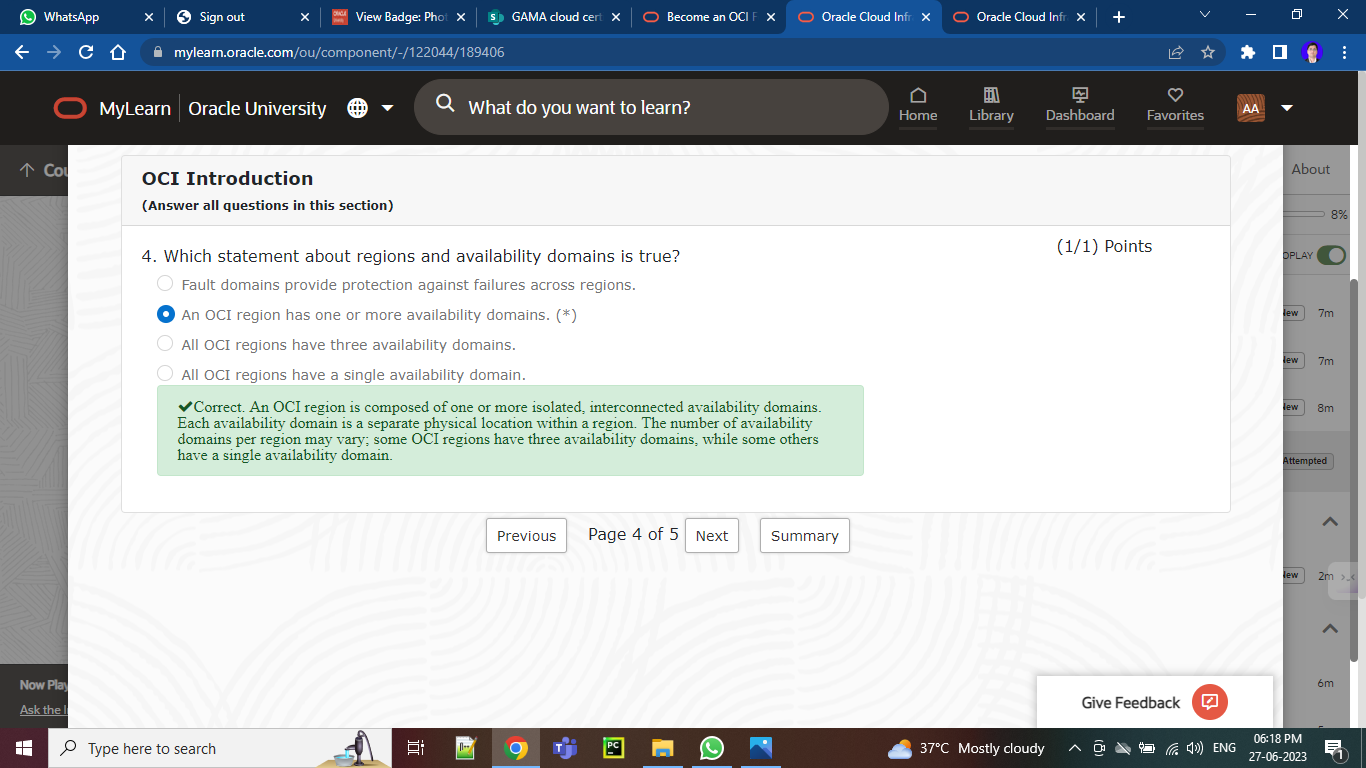 WhatsApp
Sign out
View Badge: Phot
GAMA cloud cert
Become an OCI F
Oracle Cloud Infr
Oracle Cloud Infr
mylearn.oracle.com/ou/component/-/122044/189406
MyLearn
Oracle University
What do you want to learn?
Home
Library
Dashboard
Favorites
AA
Cou
About
8%
OPLAY
OCI Introduction
(Answer all questions in this section)
4. Which statement about regions and availability domains is true?
(1/1) Points
Fault domains provide protection against failures across regions.
An OCI region has one or more availability domains. (*)
All OCI regions have three availability domains.
All OCI regions have a single availability domain.
Correct. An OCI region is composed of one or more isolated, interconnected availability domains.
Each availability domain is a separate physical location within a region. The number of availability
domains per region may vary; some OCI regions have three availability domains, while some others
have a single availability domain.
Previous
Page 4 of 5
Next
Summary
New 7m
New 7m
New 8m
Attempted
New 2m
6m
Now Play
Ask the I
Give Feedback
Type here to search
PC
37°C Mostly cloudy
ENG
06:18 PM
27-06-2023
1